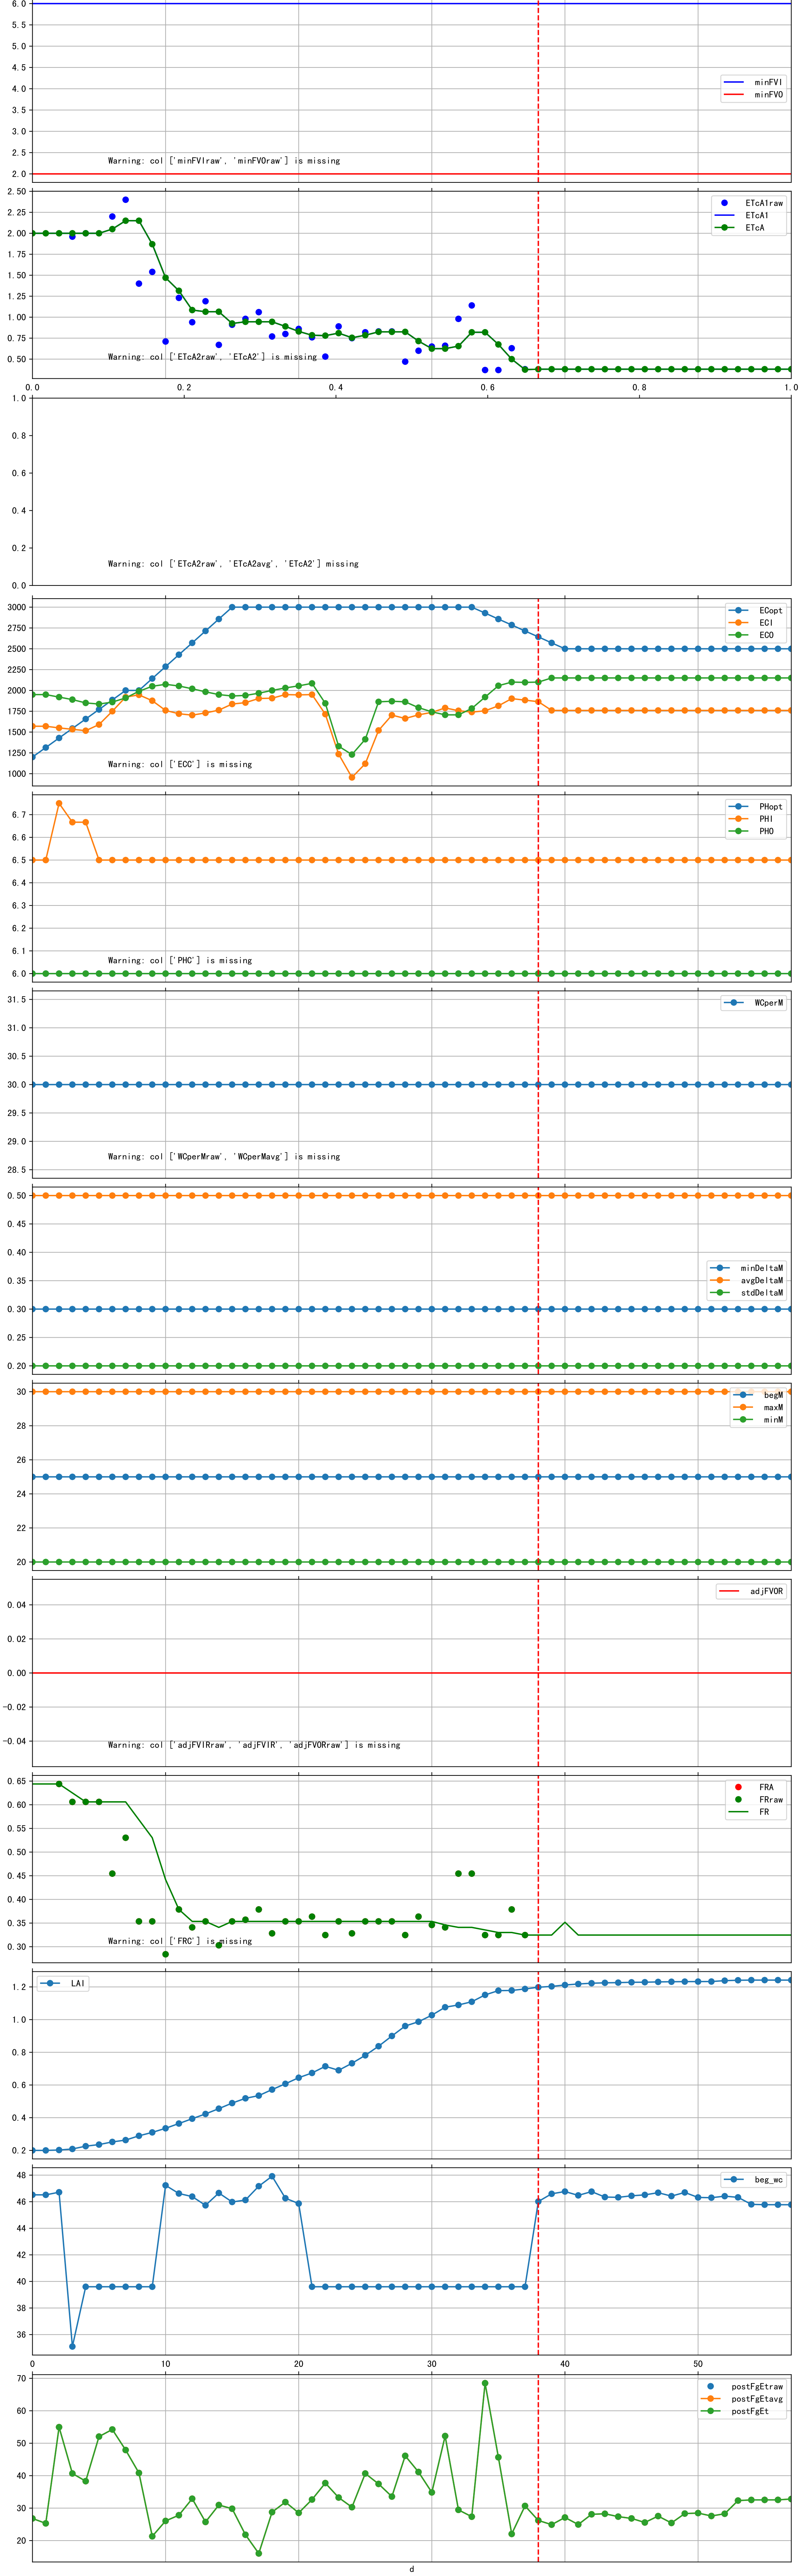 6.0
5.5
5.0
4.5
4.0
3.5
3.0
2.5
2.0
minFVI
minFVO
Warning: col ['minFVIraw', 'minFVOraw'] is missing
2.50
2.25
2.00
1.75
1.50
1.25
1.00
0.75
0.50
ETcA1raw
ETcA1
ETcA
Warning: col ['ETcA2raw', 'ETcA2'] is missing
0.0 0.2 0.4 0.6 0.8 1.0
1.0
0.8
0.6
0.4
0.2
0.0
Warning: col ['ETcA2raw', 'ETcA2avg', 'ETcA2'] missing
3000
2750
2500
2250
2000
1750
1500
1250
1000
ECopt
ECI
ECO
Warning: col ['ECC'] is missing
6.7
6.6
6.5
6.4
6.3
6.2
6.1
6.0
PHopt
PHI
PHO
Warning: col ['PHC'] is missing
31.5
31.0
30.5
30.0
29.5
29.0
28.5
WCperM
Warning: col ['WCperMraw', 'WCperMavg'] is missing
0.50
0.45
0.40
0.35
0.30
0.25
0.20
minDeltaM
avgDeltaM
stdDeltaM
30
28
26
24
22
20
begM
maxM
minM
0.04
0.02
0.00
-0.02
-0.04
adjFVOR
Warning: col ['adjFVIRraw', 'adjFVIR', 'adjFVORraw'] is missing
0.65
0.60
0.55
0.50
0.45
0.40
0.35
0.30
FRA
FRraw
FR
Warning: col ['FRC'] is missing
1.2
1.0
0.8
0.6
0.4
0.2
LAI
48
46
44
42
40
38
36
beg_wc
0 10 20 30 40 50
70
60
50
40
30
20
postFgEtraw
postFgEtavg
postFgEt
d